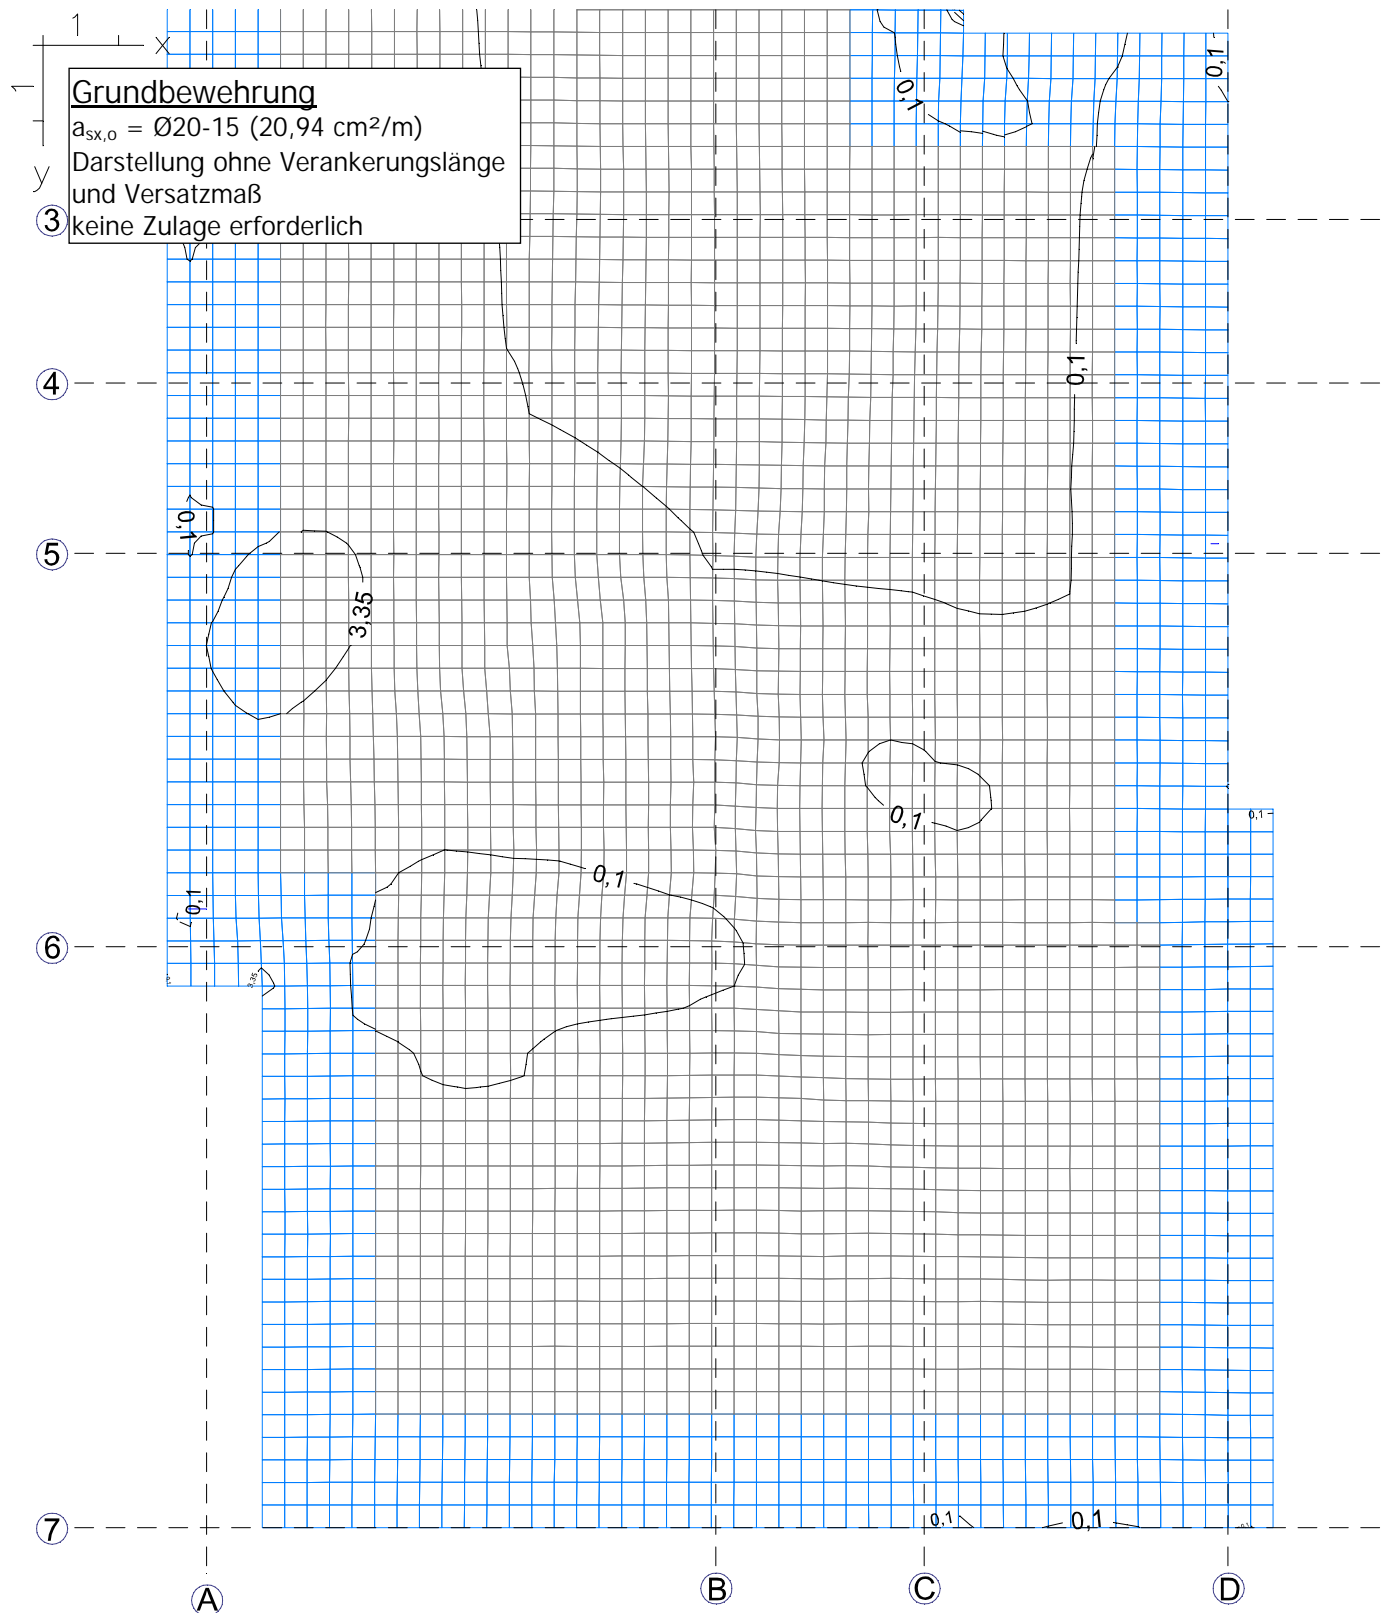 1
x
1
y
Grundbewehrung
asx,o = Ø20-15 (20,94 cm²/m)
Darstellung ohne Verankerungslänge
und Versatzmaß
keine Zulage erforderlich
0,1
0,1
3
4
0,1
0,1
5
3,35
0,1
0,1
0,1
0,1
6
3,35
7
0,1
0,1
A
B
C
D